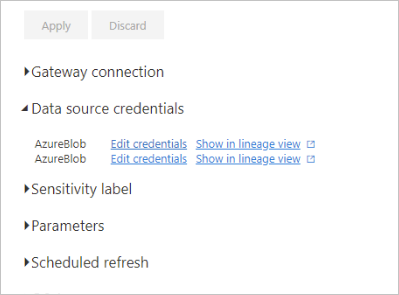 Apply Discard
Gateway connection
Data source credentials
AzureBlob Edit credentials Show in lineage view
AzureBlob Edit credentials Show in lineage view
Sensitivity label
Parameters
Scheduled refresh